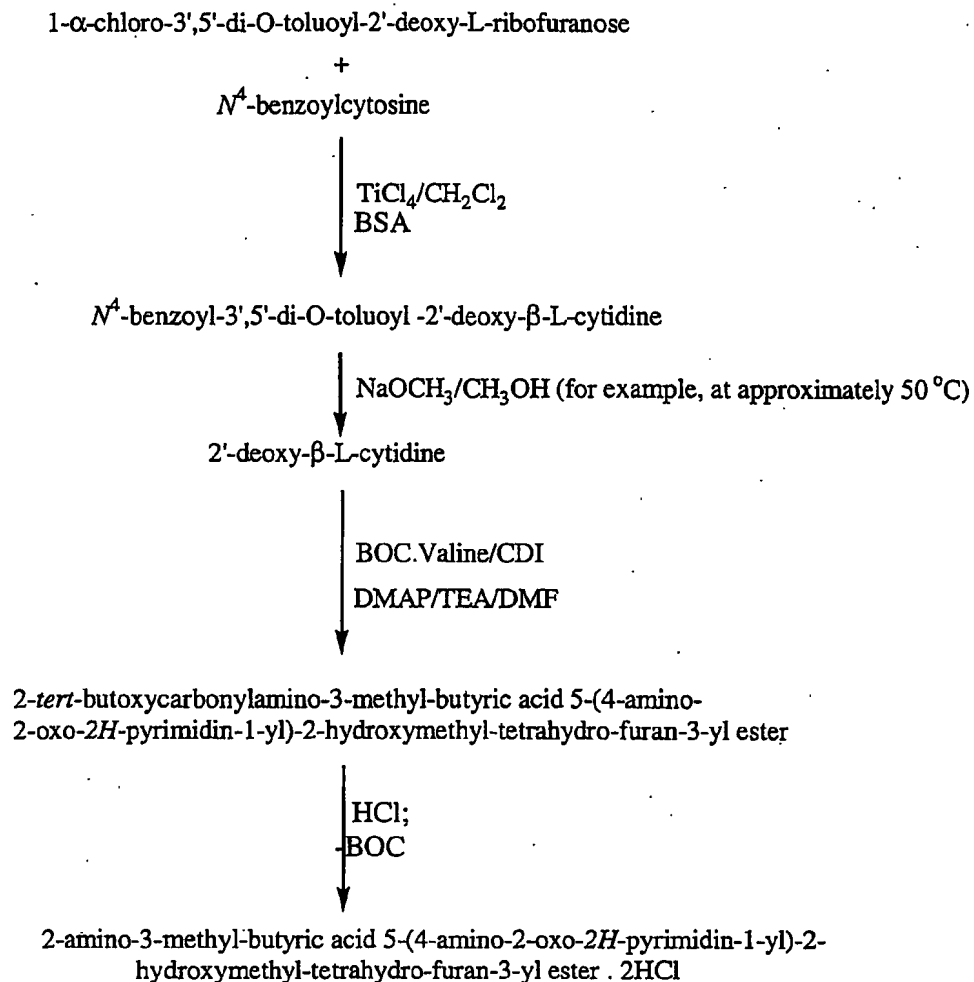 1-α-chloro-3',5'-di-O-toluoyl-2'-deoxy-L-ribofuranose
+
N⁴-benzoylcytosine
TiCl₄/CH₂Cl₂
BSA
N⁴-benzoyl-3',5'-di-O-toluoyl -2'-deoxy-β-L-cytidine
NaOCH₃/CH₃OH (for example, at approximately 50 °C)
2'-deoxy-β-L-cytidine
BOC.Valine/CDI
DMAP/TEA/DMF
2-tert-butoxycarbonylamino-3-methyl-butyric acid 5-(4-amino-
2-oxo-2H-pyrimidin-1-yl)-2-hydroxymethyl-tetrahydro-furan-3-yl ester
HCl;
-BOC
2-amino-3-methyl-butyric acid 5-(4-amino-2-oxo-2H-pyrimidin-1-yl)-2-
hydroxymethyl-tetrahydro-furan-3-yl ester . 2HCl